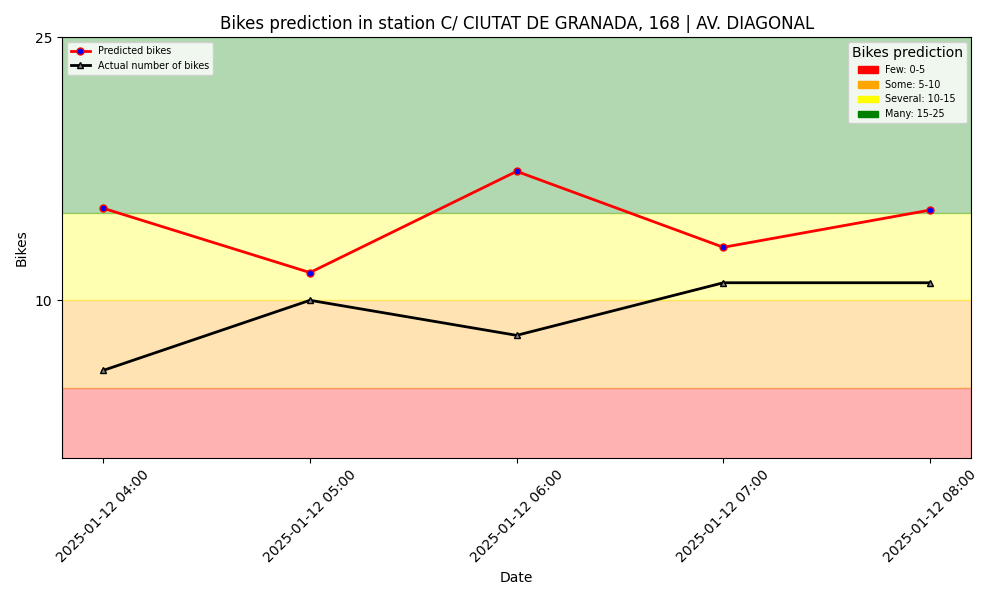 Bikes prediction in station C/ CIUTAT DE GRANADA, 168 | AV. DIAGONAL
25
Predicted bikes
Actual number of bikes
Bikes prediction
Few: 0-5
Some: 5-10
Several: 10-15
Many: 15-25
Bikes
10
2025-01-12 04:00
2025-01-12 05:00
2025-01-12 06:00
2025-01-12 07:00
2025-01-12 08:00
Date